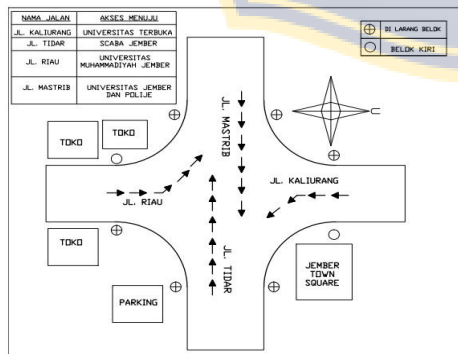 NAMA JALAN AKSES MENUJU
JL. KALIURANG UNIVERSITAS TERBUKA
JL. TIDAR SCABA JEMBER
JL. RIAU UNIVERSITAS
MUHAMMADIYAH JEMBER
JL. MASTRIB UNIVERSITAS JEMBER
DAN POLIJE
DI LARANG BELOK
BELOK KIRI
U
TOKO
TOKO
JL. MASTRIB
JL. KALIURANG
JL. RIAU
TOKO
JL. TIDAR
JEMBER
TOWN
SQUARE
PARKING